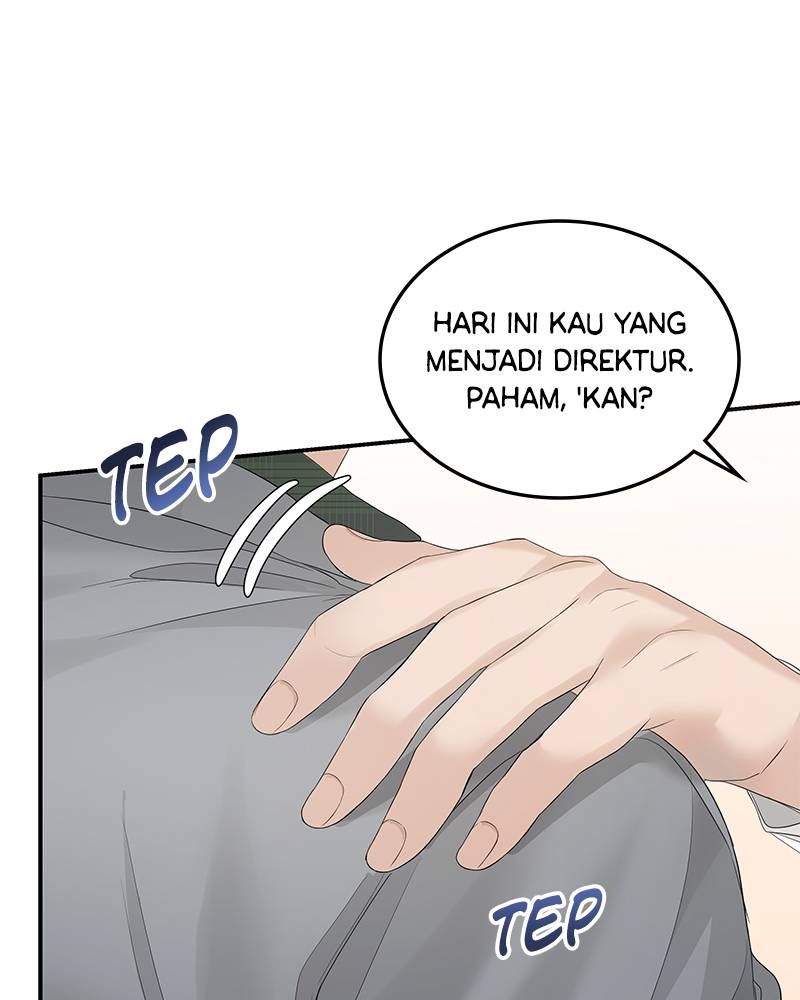 HARI INI KAU YANG
MENJADI DIREKTUR.
PAHAM, 'KAN?
TEP
TEP